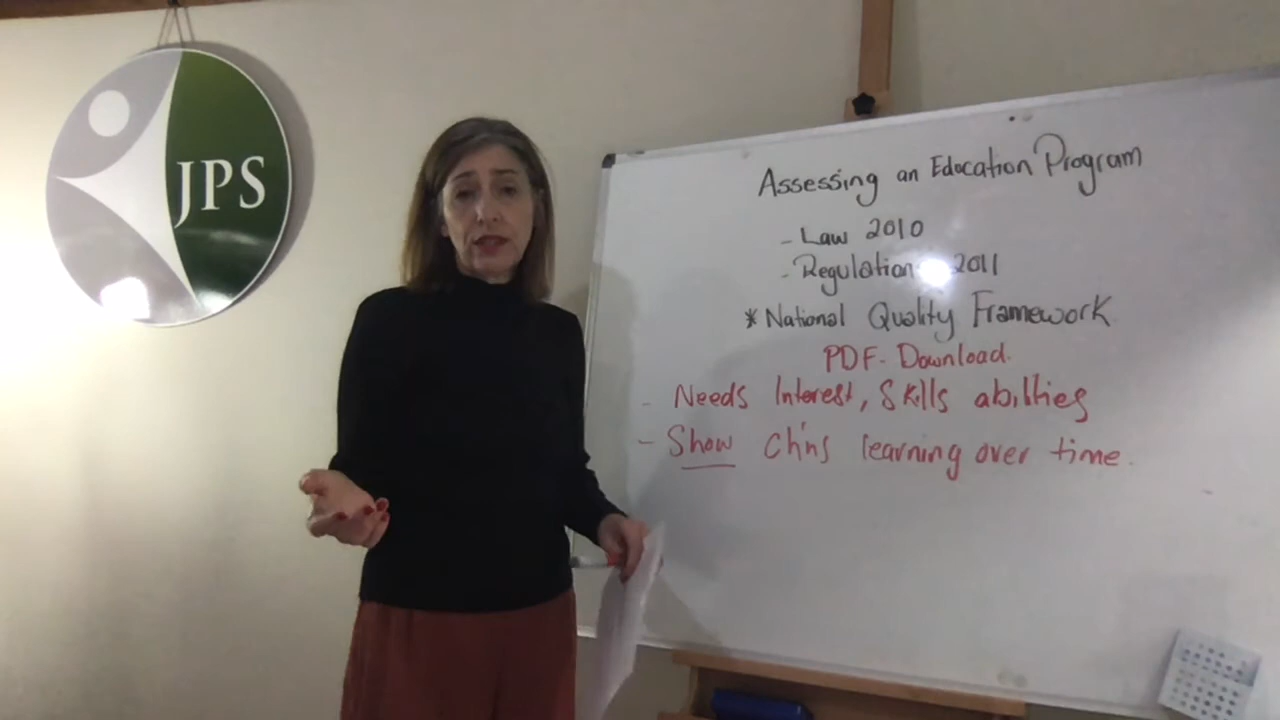 JPS
Assessing an Edocation Program
- Law 2010
- Regulation 2011
* National Quality Framework
PDF- Download.
- Needs Interest, Skills abilities
- Show Ch'ns learning over time.